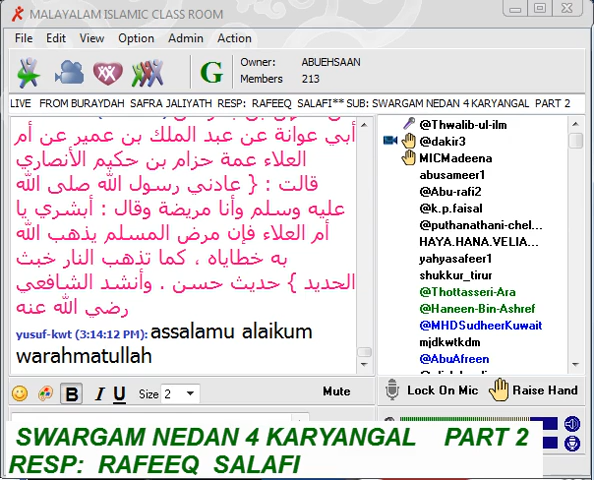 MALAYALAM ISLAMIC CLASS ROOM
File Edit View Option Admin Action
G
Owner: ABUEHSAAN
Members 213
LIVE FROM BURAYDAH SAFRA JALIYATH RESP: RAFEEQ SALAFI** SUB: SWARGAM NEDAN 4 KARYANGAL PART 2
أبي عوانة عن عبد الملك بن عمير عن أم
العلاء عمة حزام بن حكيم الأنصاري
قالت : { عادني رسول الله صلى الله
عليه وسلم وأنا مريضة وقال : أبشري يا
أم العلاء فإن مرض المسلم يذهب الله
به خطاياه ، كما تذهب النار خبث
الحديد } حديث حسن . وأنشد الشافعي
رضي الله عنه
yusuf-kwt (3:14:12 PM): assalamu alaikum
warahmatullah
@Thwalib-ul-ilm
@dakir3
MICMadeena
abusameer1
@Abu-rafi2
@k.p.faisal
@puthanathani-chel...
HAYA.HANA.VELIA...
yahyasafeer1
shukkur_tirur
@Thottasseri-Ara
@Haneen-Bin-Ashref
@MHDSudheerKuwait
mjdkwtkdm
@AbuAfreen
B I U Size 2 Mute
Lock On Mic Raise Hand
SWARGAM NEDAN 4 KARYANGAL PART 2
RESP: RAFEEQ SALAFI